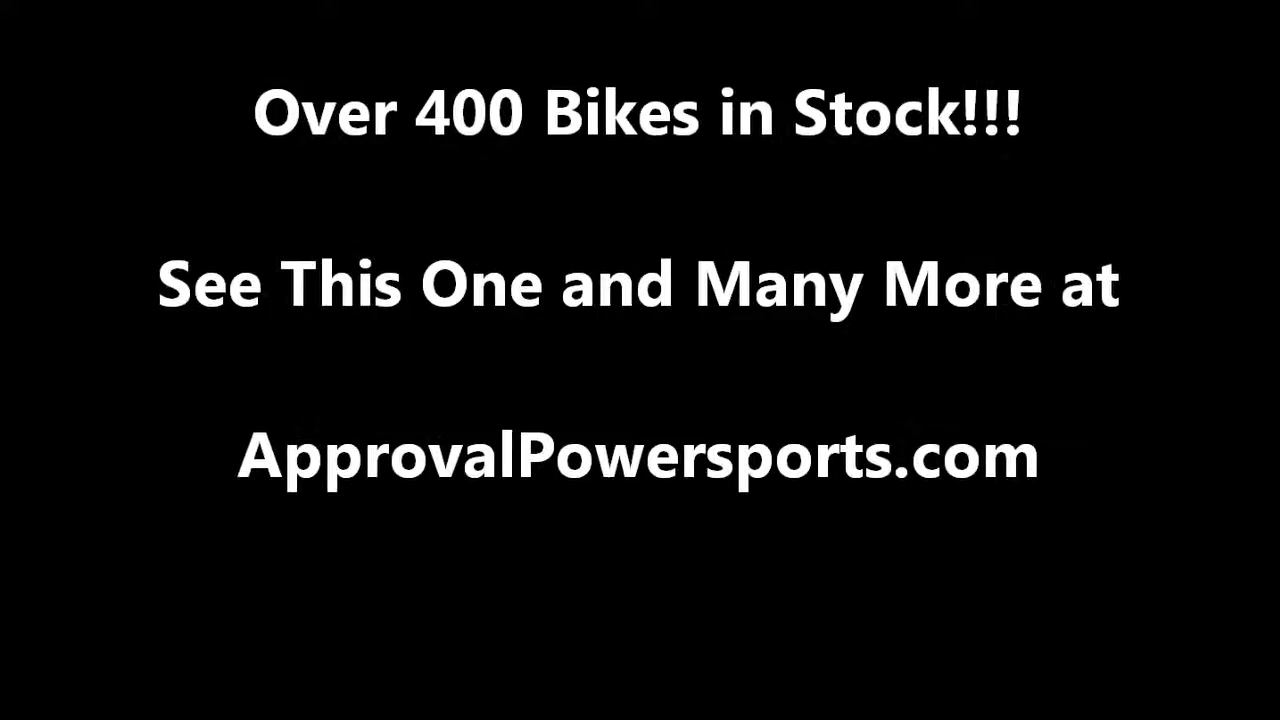 Over 400 Bikes in Stock!!!
See This One and Many More at
ApprovalPowersports.com